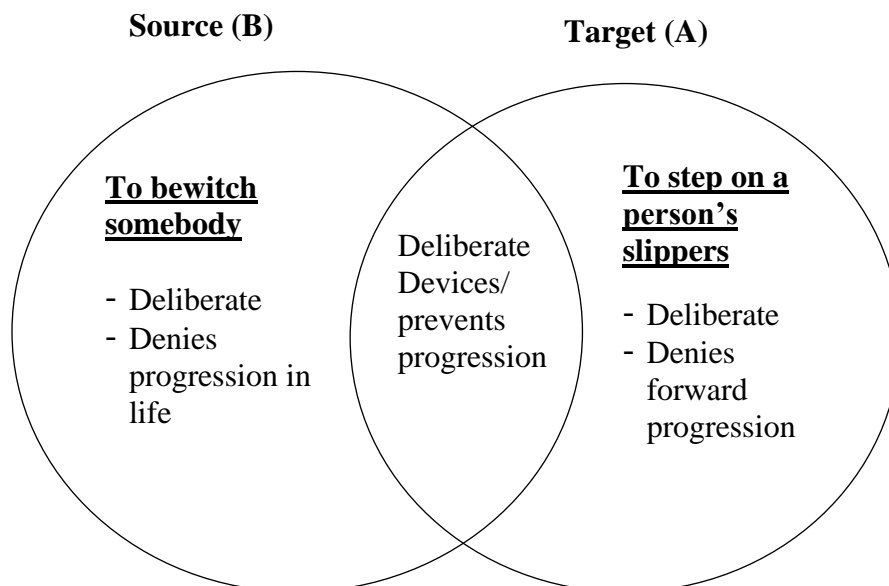 Source (B)
Target (A)
To bewitch
somebody
- Deliberate
- Denies
progression in
life
Deliberate
Devices/
prevents
progression
To step on a
person’s
slippers
- Deliberate
- Denies
forward
progression